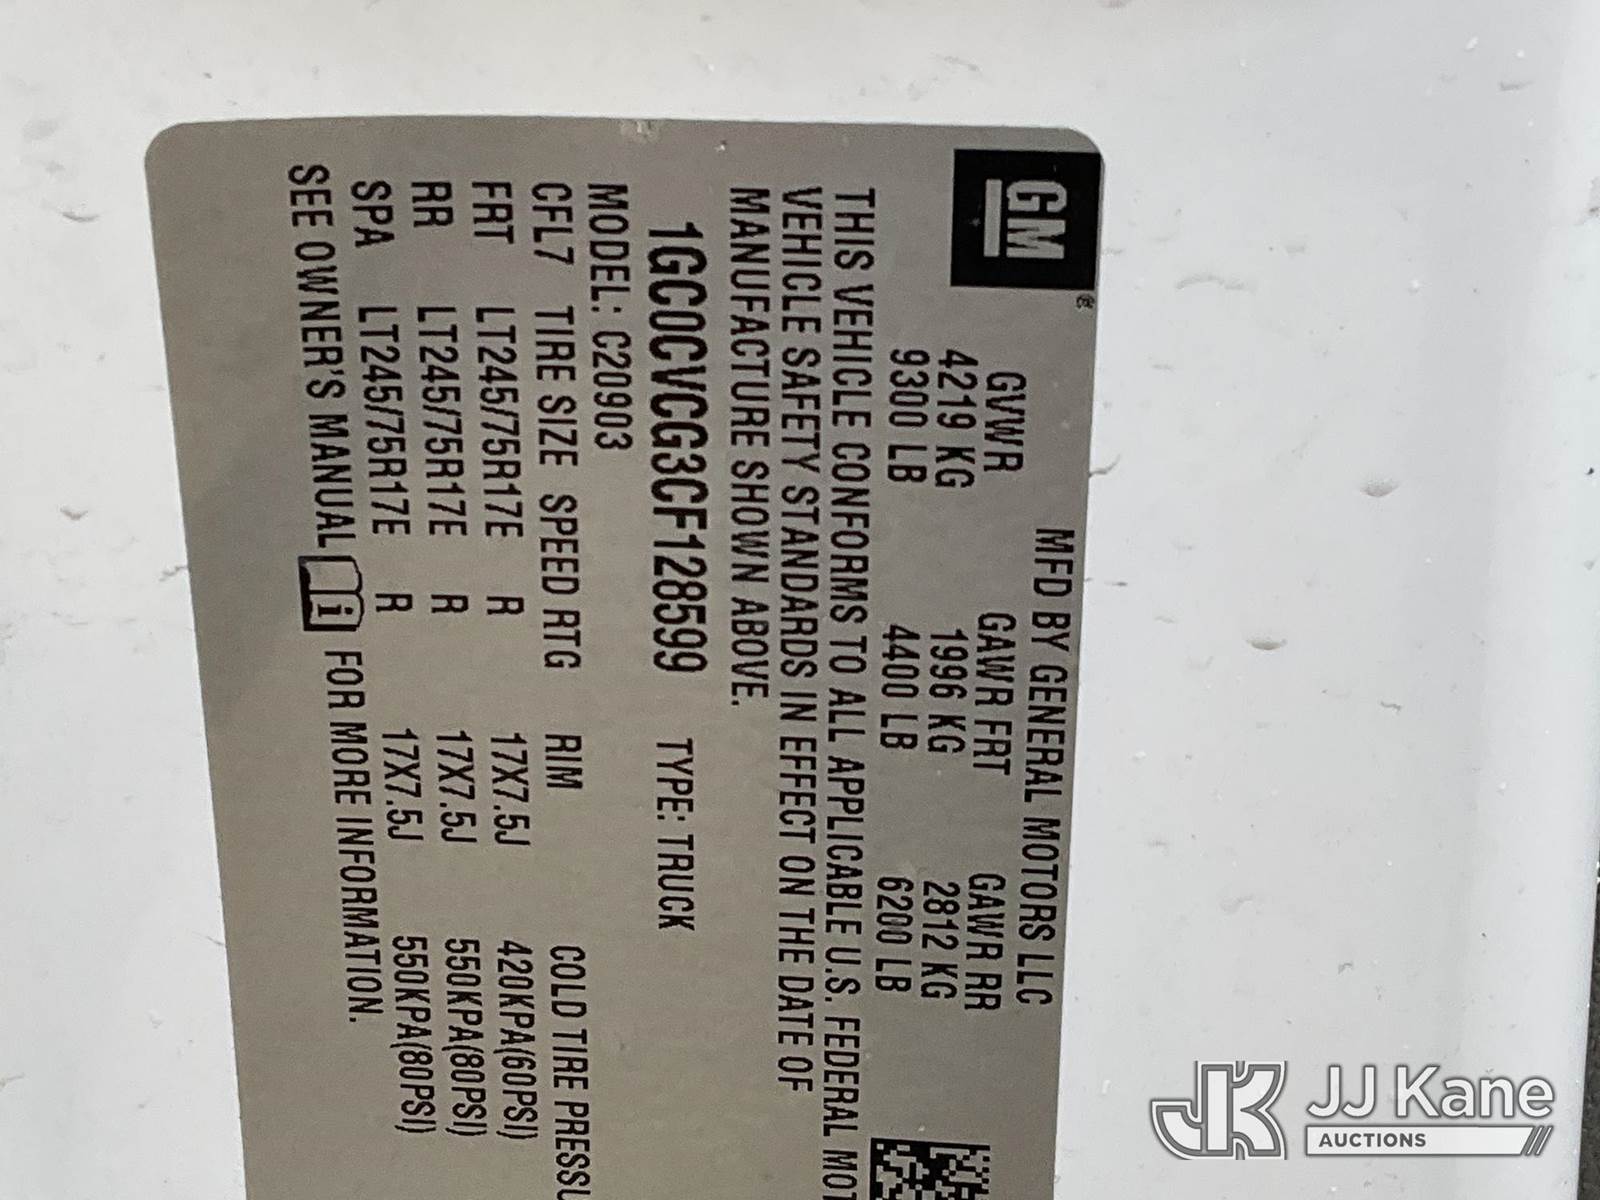 GM®
MFD BY GENERAL MOTORS LLC
GVWR GAWR FRT GAWR RR
4219 KG 1996 KG 2812 KG
9300 LB 4400 LB 6200 LB
THIS VEHICLE CONFORMS TO ALL APPLICABLE U.S. FEDERAL MOT
VEHICLE SAFETY STANDARDS IN EFFECT ON THE DATE OF
MANUFACTURE SHOWN ABOVE.
1GC0CVCG3CF128599 TYPE: TRUCK
MODEL: C20903
CFL7 TIRE SIZE SPEED RTG RIM COLD TIRE PRESSU
FRT LT245/75R17E R 17X7.5J 420KPA(60PSI)
RR LT245/75R17E R 17X7.5J 550KPA(80PSI)
SPA LT245/75R17E R 17X7.5J 550KPA(80PSI)
SEE OWNER'S MANUAL i FOR MORE INFORMATION.
JK JJ Kane
AUCTIONS